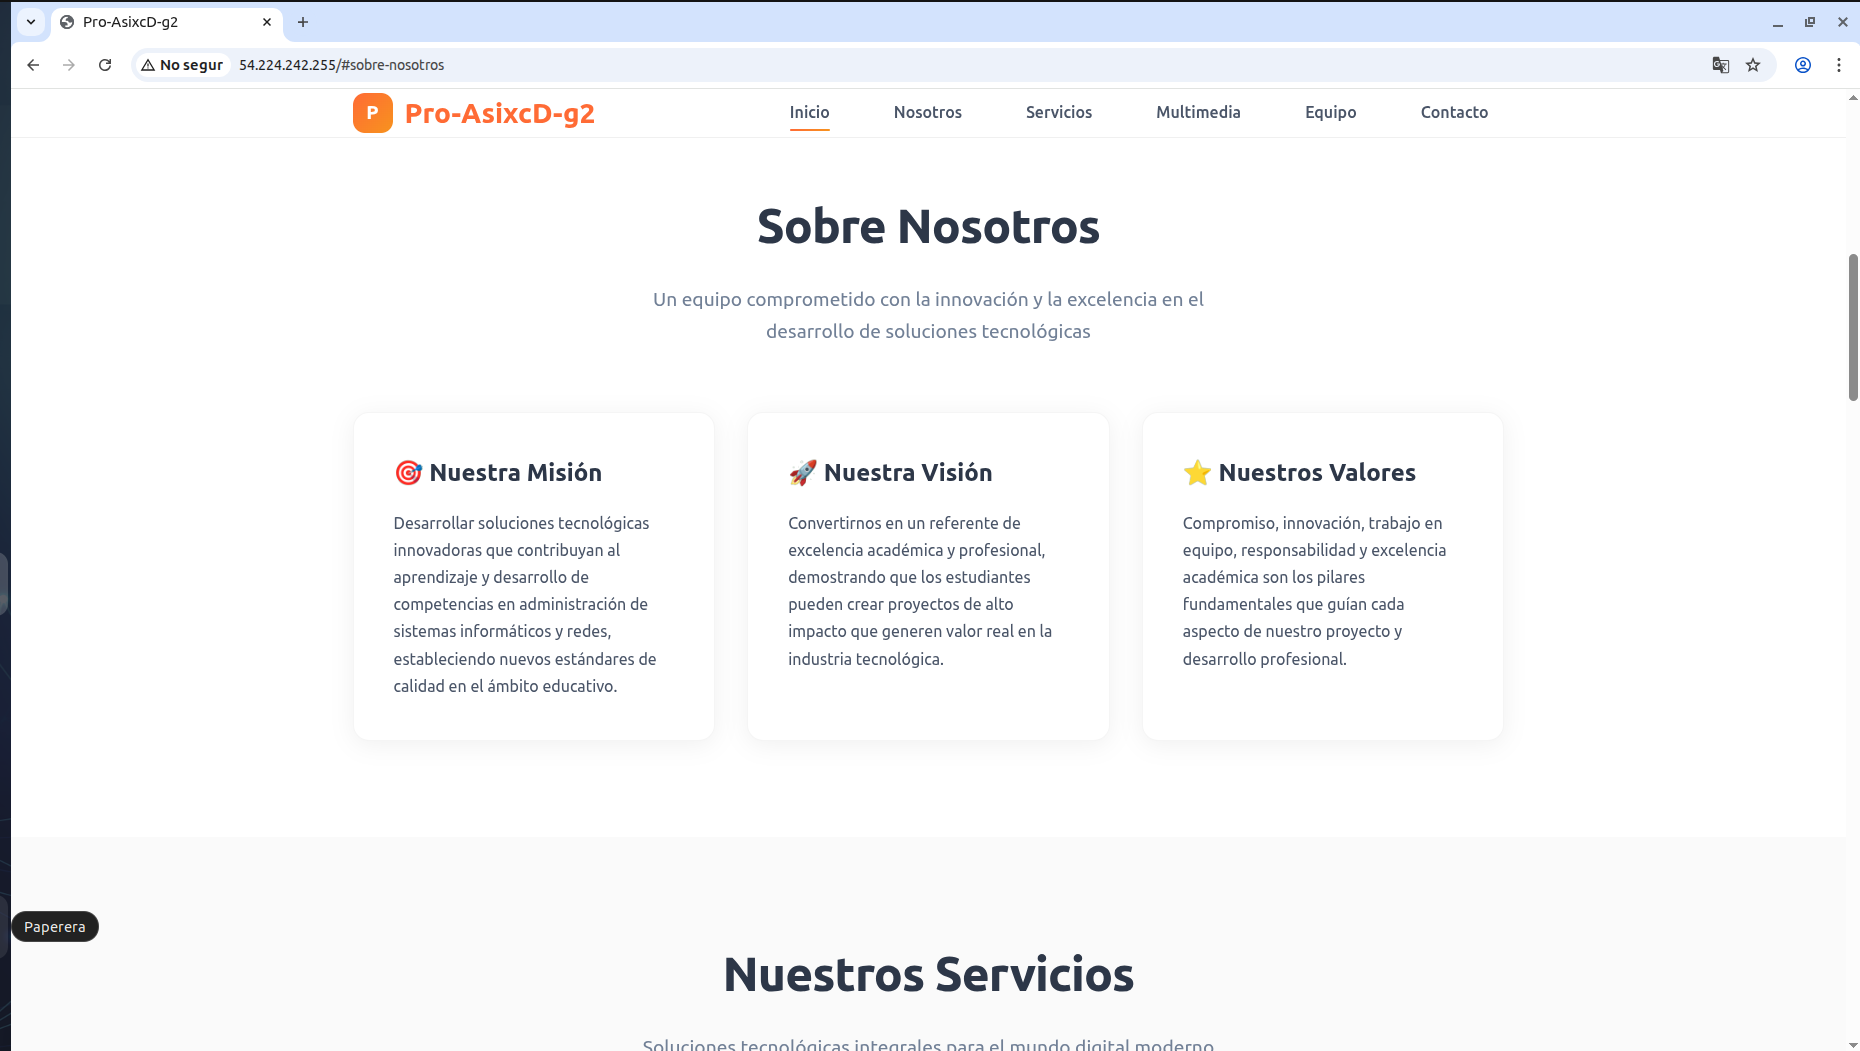 Pro-AsixcD-g2
No segur 54.224.242.255/#sobre-nosotros
P Pro-AsixcD-g2 Inicio Nosotros Servicios Multimedia Equipo Contacto
Sobre Nosotros
Un equipo comprometido con la innovación y la excelencia en el
desarrollo de soluciones tecnológicas
🎯 Nuestra Misión
Desarrollar soluciones tecnológicas
innovadoras que contribuyan al
aprendizaje y desarrollo de
competencias en administración de
sistemas informáticos y redes,
estableciendo nuevos estándares de
calidad en el ámbito educativo.
🚀 Nuestra Visión
Convertirnos en un referente de
excelencia académica y profesional,
demostrando que los estudiantes
pueden crear proyectos de alto
impacto que generen valor real en la
industria tecnológica.
⭐ Nuestros Valores
Compromiso, innovación, trabajo en
equipo, responsabilidad y excelencia
académica son los pilares
fundamentales que guían cada
aspecto de nuestro proyecto y
desarrollo profesional.
Paperera
Nuestros Servicios
Soluciones tecnológicas integrales para el mundo digital moderno